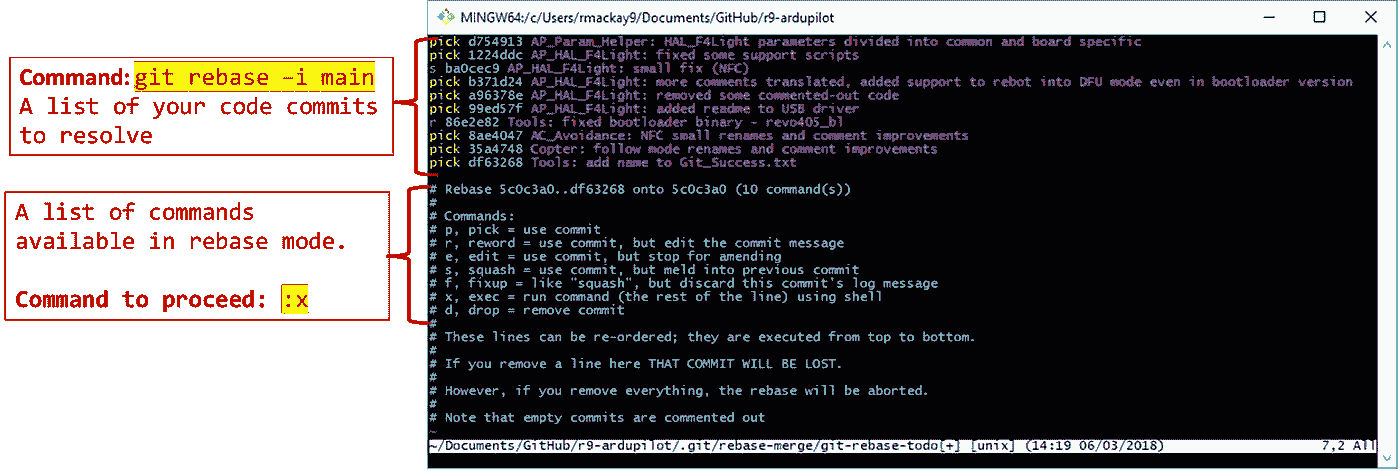 Command: git rebase –i main
A list of your code commits
to resolve
A list of commands
available in rebase mode.
Command to proceed: :x
MINGW64:/c/Users/rmackay9/Documents/GitHub/r9-ardupilot
pick d754913 AP_Param_Helper: HAL_F4Light parameters divided into common and board specific
pick 1224ddc AP_HAL_F4Light: fixed some support scripts
s ba0cec9 AP_HAL_F4Light: small fix (NFC)
pick b371d24 AP_HAL_F4Light: more comments translated, added support to rebot into DFU mode even in bootloader version
pick a96378e AP_HAL_F4Light: removed some commented-out code
pick 99ed57f AP_HAL_F4Light: added readme to USB driver
r 86e2e82 Tools: fixed bootloader binary - revo405_bl
pick 8ae4047 AC_Avoidance: NFC small renames and comment improvements
pick 35a4748 Copter: follow mode renames and comment improvements
pick df63268 Tools: add name to Git_Success.txt
# Rebase 5c0c3a0..df63268 onto 5c0c3a0 (10 command(s))
#
# Commands:
# p, pick = use commit
# r, reword = use commit, but edit the commit message
# e, edit = use commit, but stop for amending
# s, squash = use commit, but meld into previous commit
# f, fixup = like "squash", but discard this commit's log message
# x, exec = run command (the rest of the line) using shell
# d, drop = remove commit
#
# These lines can be re-ordered; they are executed from top to bottom.
#
# If you remove a line here THAT COMMIT WILL BE LOST.
#
# However, if you remove everything, the rebase will be aborted.
#
# Note that empty commits are commented out
~
~/Documents/GitHub/r9-ardupilot/.git/rebase-merge/git-rebase-todo[+] [unix] (14:19 06/03/2018) 7,2 All